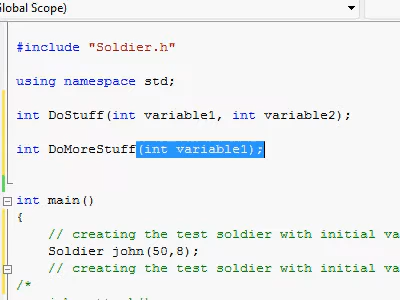 Global Scope)
#include "Soldier.h"
using namespace std;
int DoStuff(int variable1, int variable2);
int DoMoreStuff(int variable1);
int main()
{
// creating the test soldier with initial va
Soldier john(50,8);
// creating the test soldier with initial va
/*